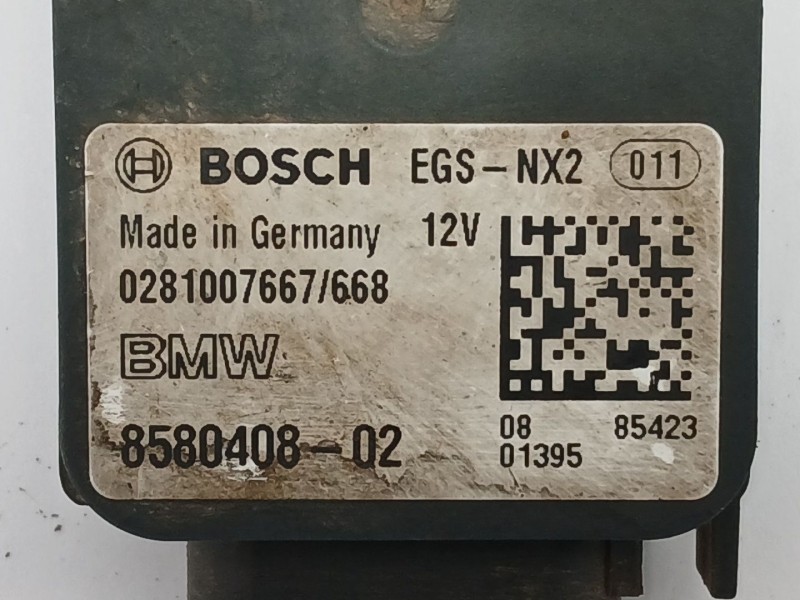 BOSCH EGS-NX2 011
Made in Germany 12V
0281007667/668
BMW
8580408-02
08 85423
01395